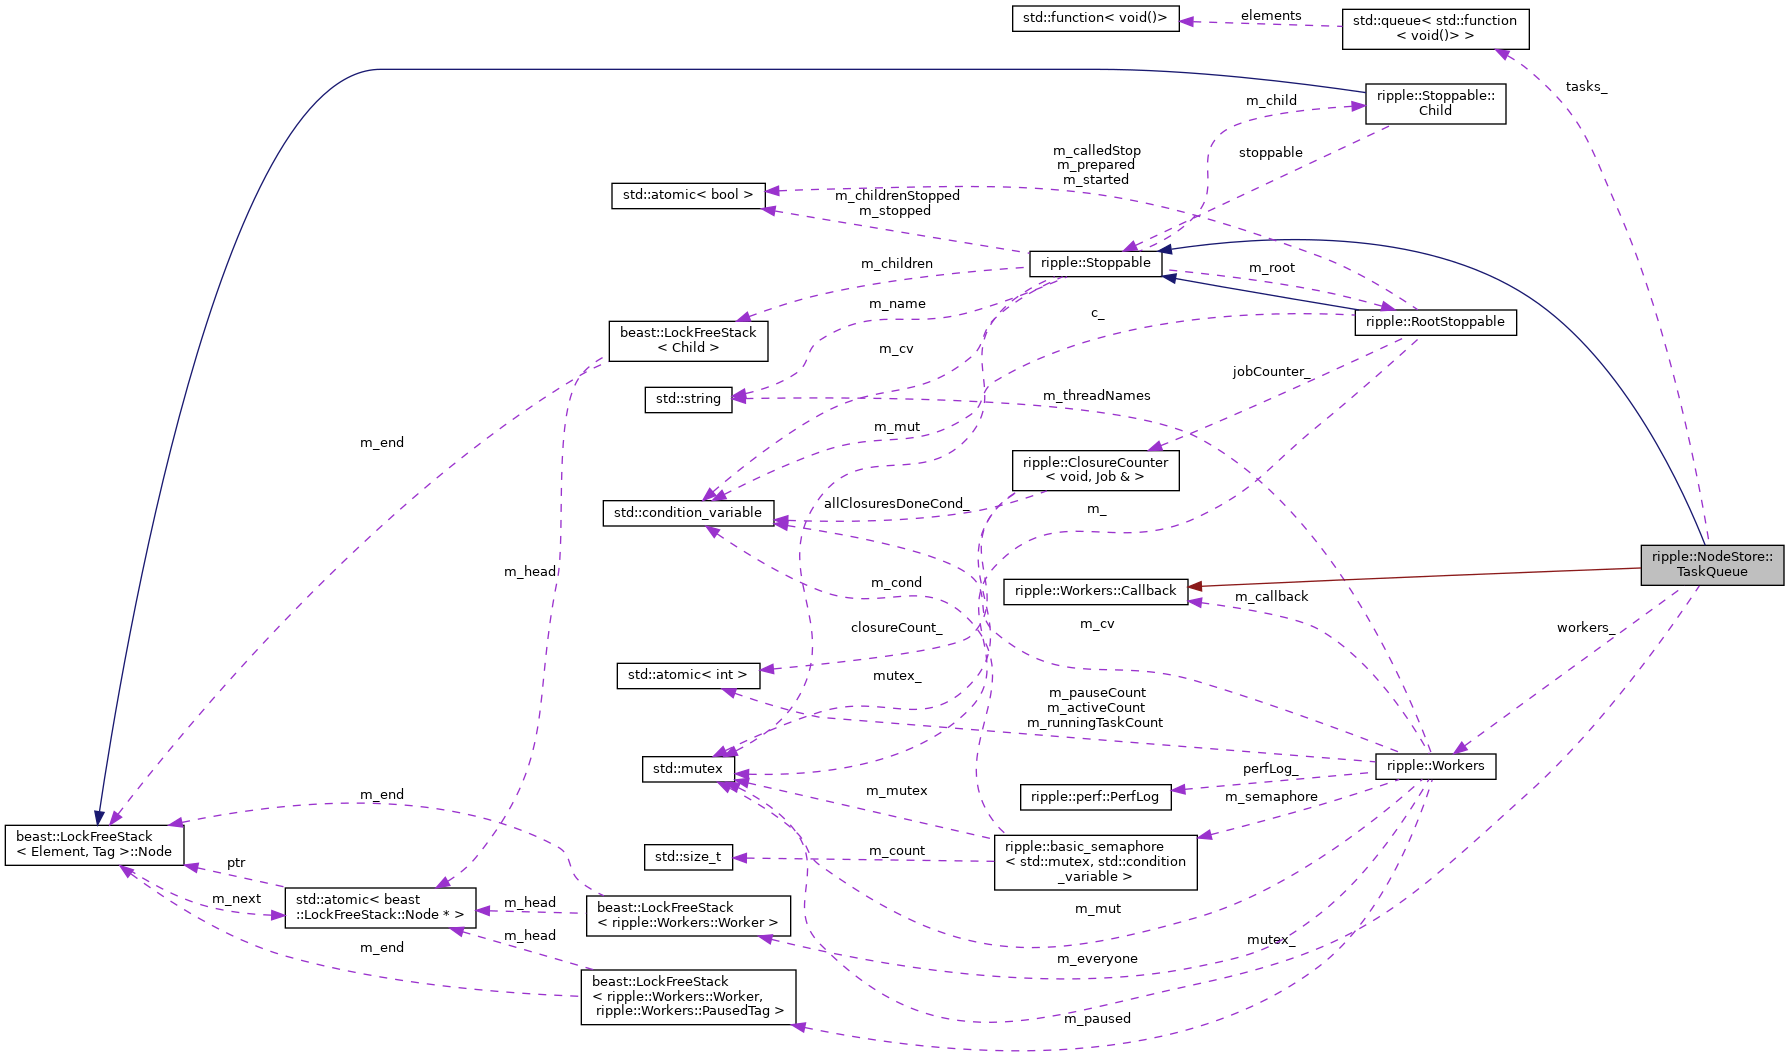 std::function< void()>
elements
std::queue< std::function
< void()> >
tasks_
ripple::Stoppable::
Child
m_child
stoppable
m_calledStop
m_prepared
m_started
std::atomic< bool >
m_childrenStopped
m_stopped
ripple::Stoppable
m_children
m_root
m_name
c_
ripple::RootStoppable
beast::LockFreeStack
< Child >
m_cv
jobCounter_
std::string
m_threadNames
m_mut
m_end
ripple::ClosureCounter
< void, Job & >
allClosuresDoneCond_
m_
std::condition_variable
ripple::NodeStore::
TaskQueue
m_head
m_cond
ripple::Workers::Callback
m_callback
closureCount_
m_cv
workers_
std::atomic< int >
mutex_
m_pauseCount
m_activeCount
m_runningTaskCount
std::mutex
perfLog_
ripple::Workers
m_end
m_mutex
ripple::perf::PerfLog
m_semaphore
beast::LockFreeStack
< Element, Tag >::Node
ptr
std::size_t
m_count
ripple::basic_semaphore
< std::mutex, std::condition
_variable >
m_next
std::atomic< beast
::LockFreeStack::Node * >
m_head
beast::LockFreeStack
< ripple::Workers::Worker >
m_mut
m_head
m_end
mutex_
m_everyone
beast::LockFreeStack
< ripple::Workers::Worker,
ripple::Workers::PausedTag >
m_paused